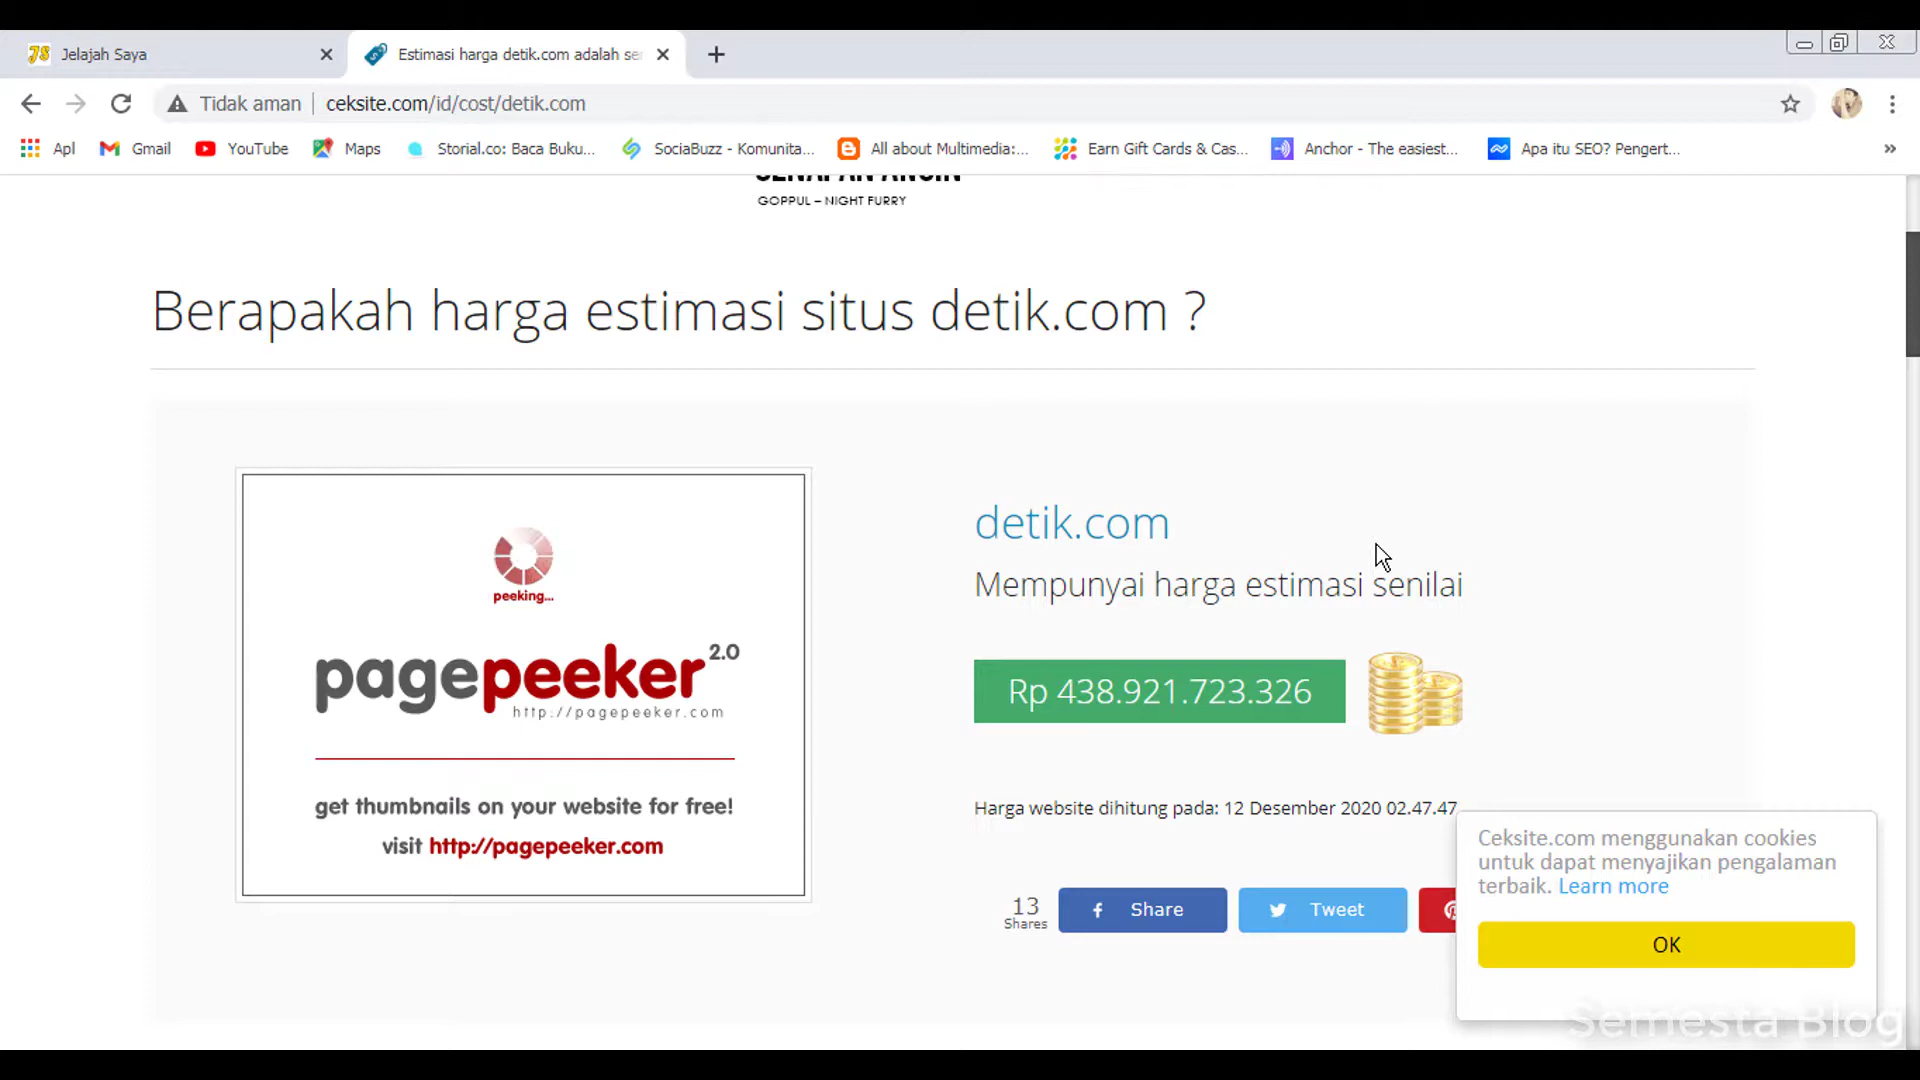 Jelajah Saya
Estimasi harga detik.com adalah se
Tidak aman
ceksite.com/id/cost/detik.com
Apl
Gmail
YouTube
Maps
Storial.co: Baca Buku...
SociaBuzz - Komunita...
All about Multimedia:...
Earn Gift Cards & Cas...
Anchor - The easiest...
Apa itu SEO? Pengert...
SENAPAN ANGIN
GOPPUL – NIGHT FURRY
Berapakah harga estimasi situs detik.com ?
peeking...
pagepeeker 2.0
http://pagepeeker.com
get thumbnails on your website for free!
visit http://pagepeeker.com
detik.com
Mempunyai harga estimasi senilai
Rp 438.921.723.326
Harga website dihitung pada: 12 Desember 2020 02.47.47
13
Shares
Share
Tweet
Ceksite.com menggunakan cookies
untuk dapat menyajikan pengalaman
terbaik. Learn more
OK
Semesta Blog